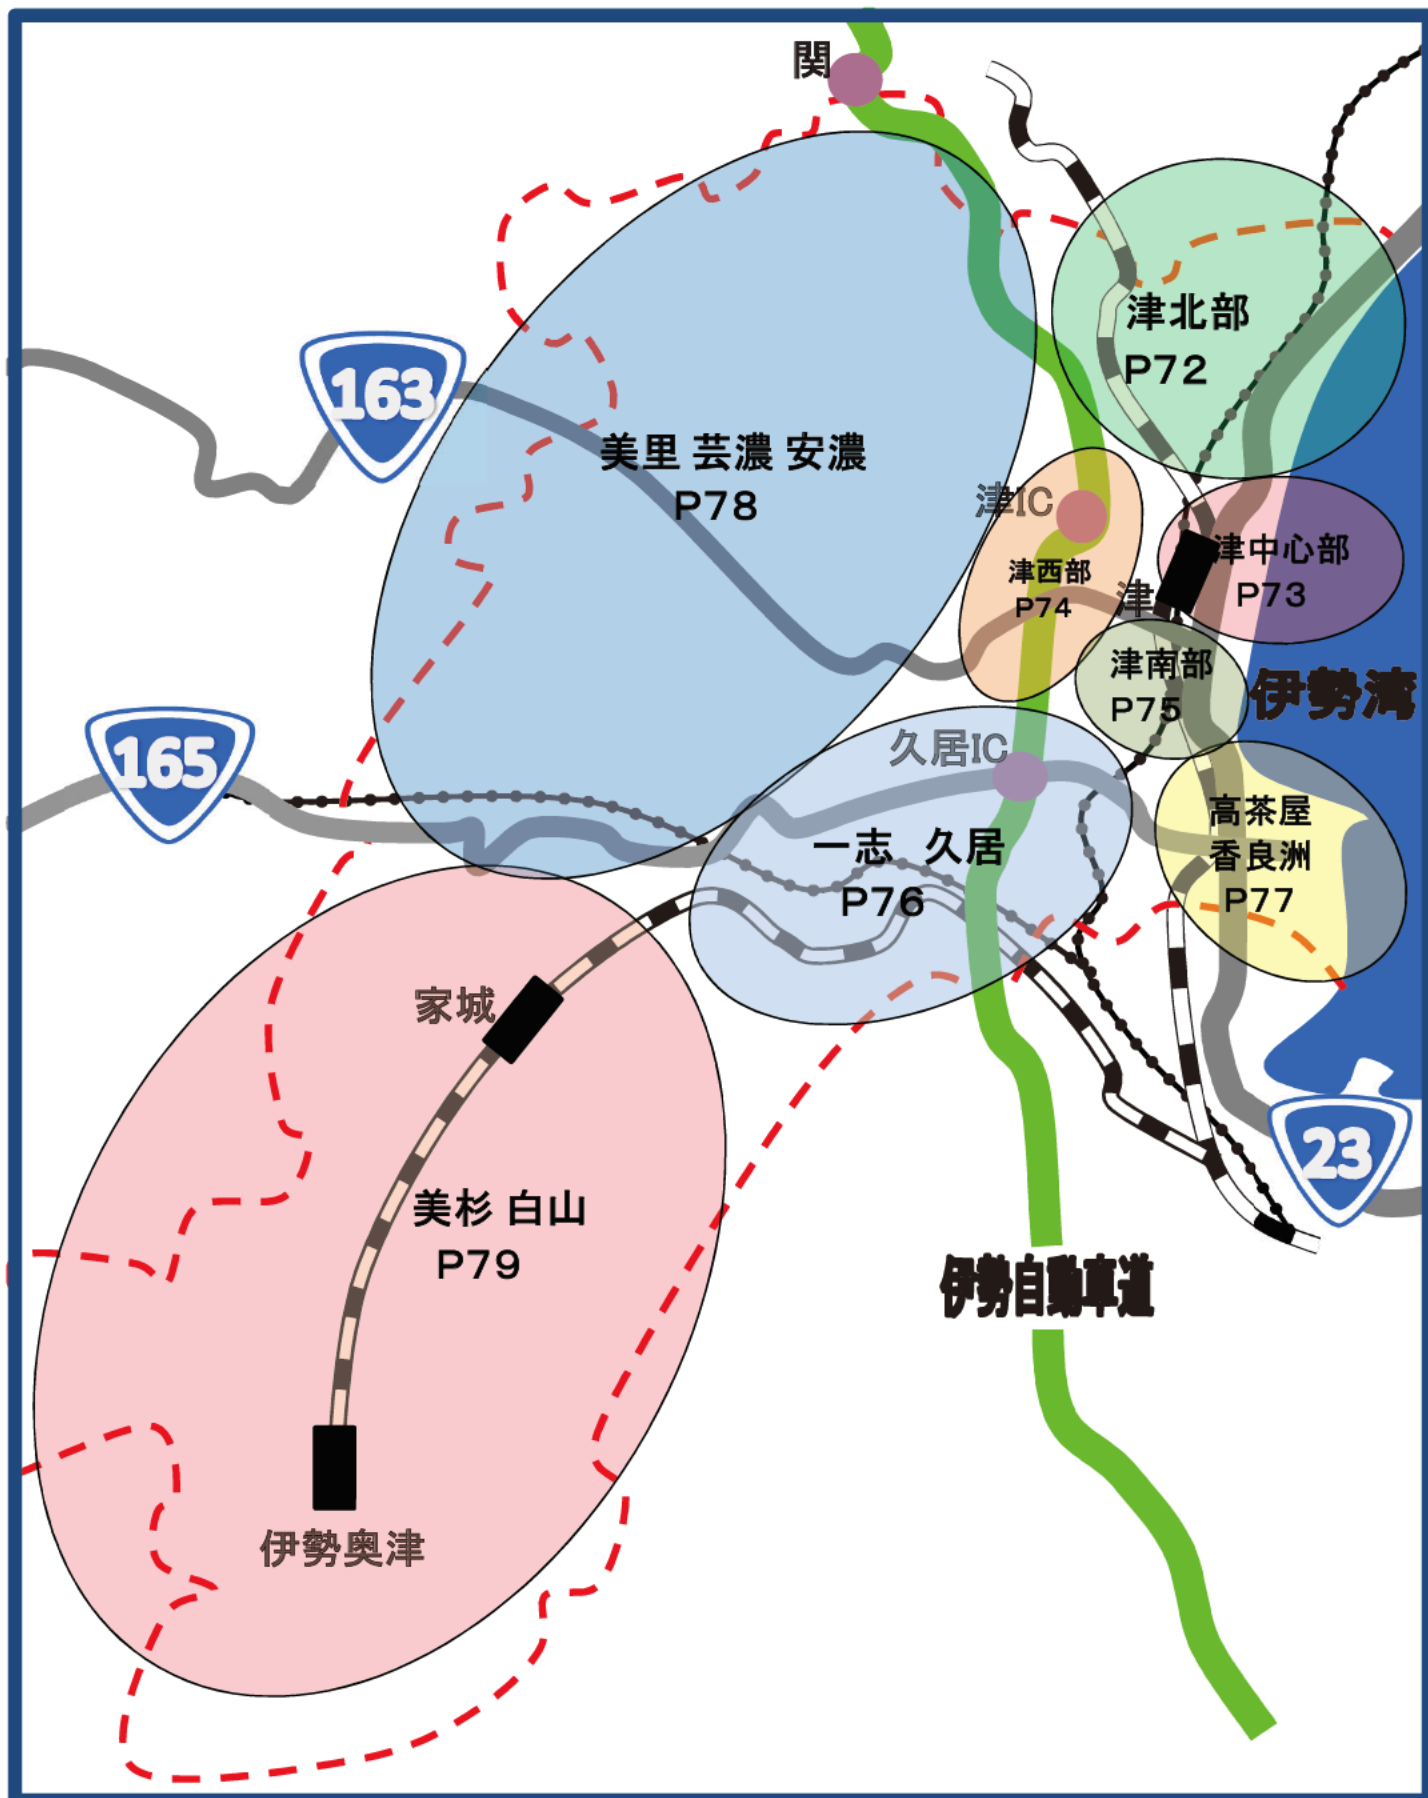 関
163
津北部
P72
美里 芸濃 安濃
P78
津IC
津中心部
P73
津西部
P74
津
津南部
P75
伊勢湾
165
久居IC
高茶屋
香良洲
P77
一志 久居
P76
家城
23
美杉 白山
P79
伊勢自動車道
伊勢奥津